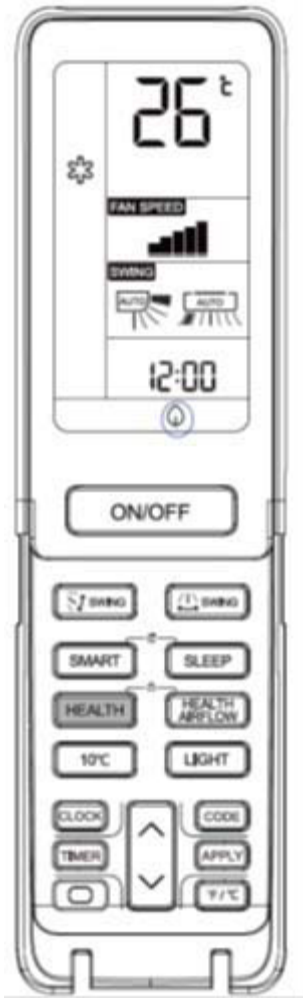 26 °c
FAN SPEED
SWING
AUTO AUTO
12:00
ON/OFF
SWING SWING
SMART SLEEP
HEALTH HEALTH AIRFLOW
10°C LIGHT
CLOCK CODE
TIMER APPLY
°F/°C